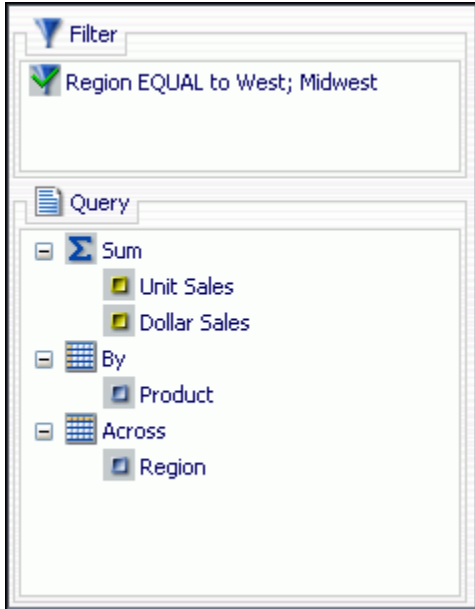 Filter
Region EQUAL to West; Midwest
Query
Sum
Unit Sales
Dollar Sales
By
Product
Across
Region